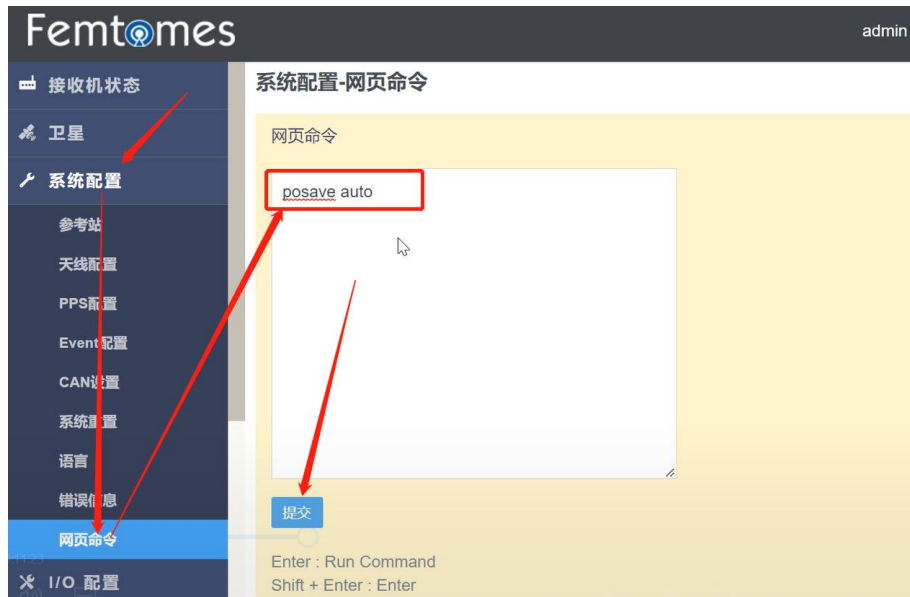 Femtomes
admin
接收机状态
卫星
系统配置
参考站
天线配置
PPS配置
Event配置
CAN设置
系统重置
语言
错误信息
网页命令
I/O 配置
系统配置-网页命令
网页命令
posave auto
提交
Enter : Run Command
Shift + Enter : Enter
11:23